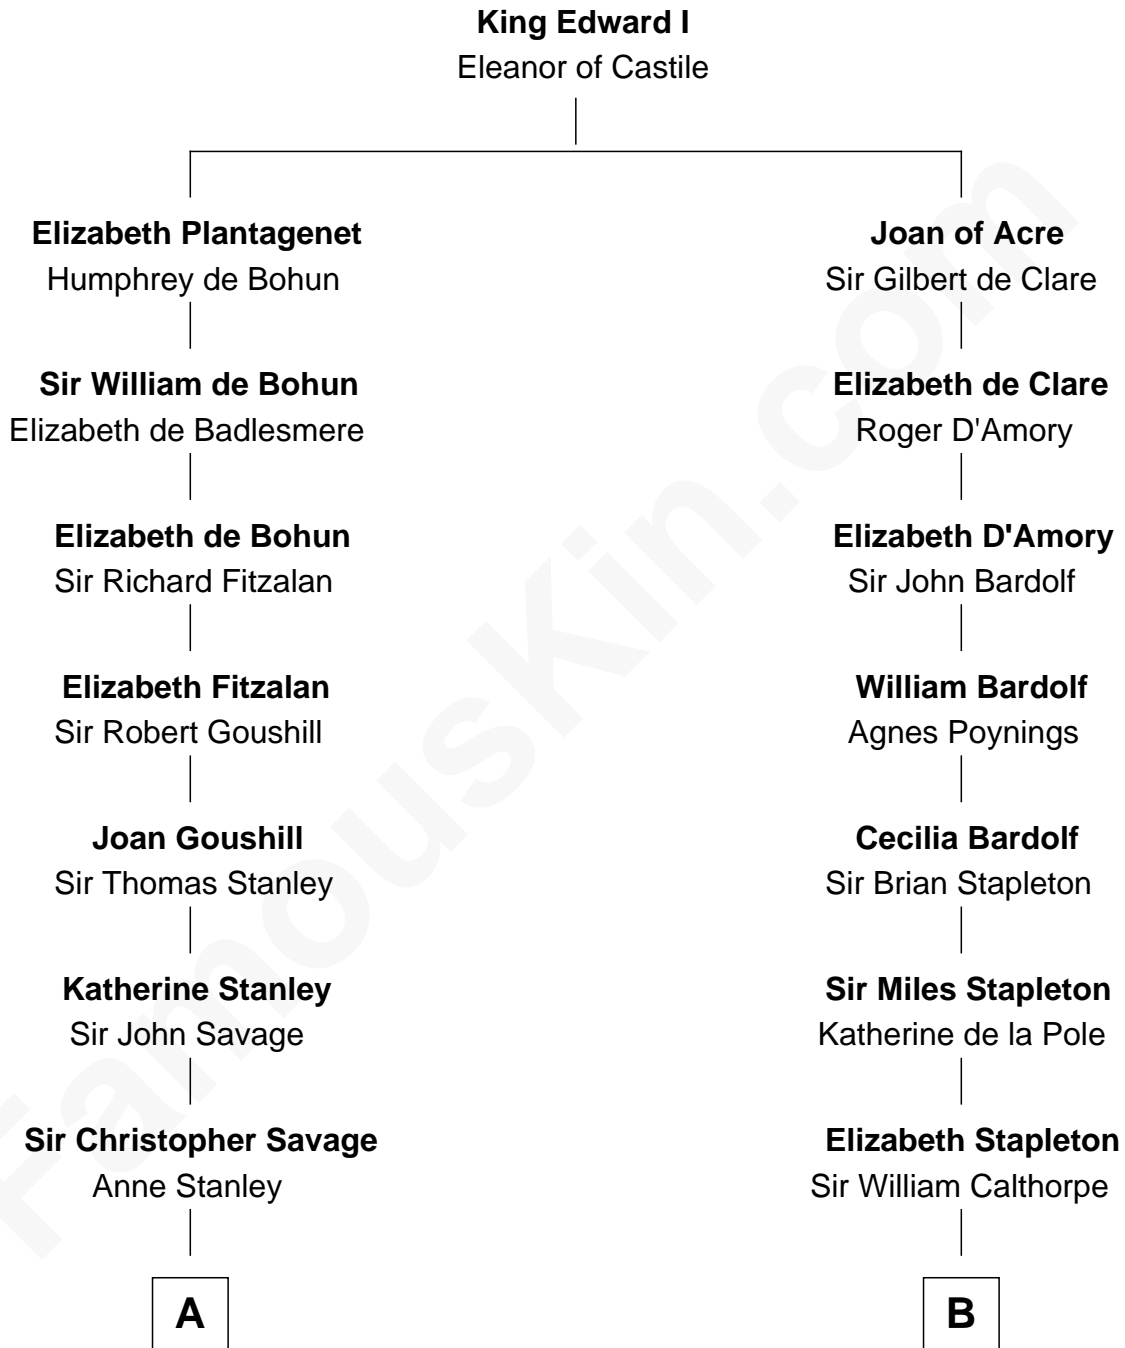 King Edward I
Eleanor of Castile
Elizabeth Plantagenet
Humphrey de Bohun
Joan of Acre
Sir Gilbert de Clare
Sir William de Bohun
Elizabeth de Badlesmere
Elizabeth de Clare
Roger D'Amory
Elizabeth de Bohun
Sir Richard Fitzalan
Elizabeth D'Amory
Sir John Bardolf
Elizabeth Fitzalan
Sir Robert Goushill
William Bardolf
Agnes Poynings
Joan Goushill
Sir Thomas Stanley
Cecilia Bardolf
Sir Brian Stapleton
Katherine Stanley
Sir John Savage
Sir Miles Stapleton
Katherine de la Pole
Sir Christopher Savage
Anne Stanley
Elizabeth Stapleton
Sir William Calthorpe
A
B
FamousKin.com